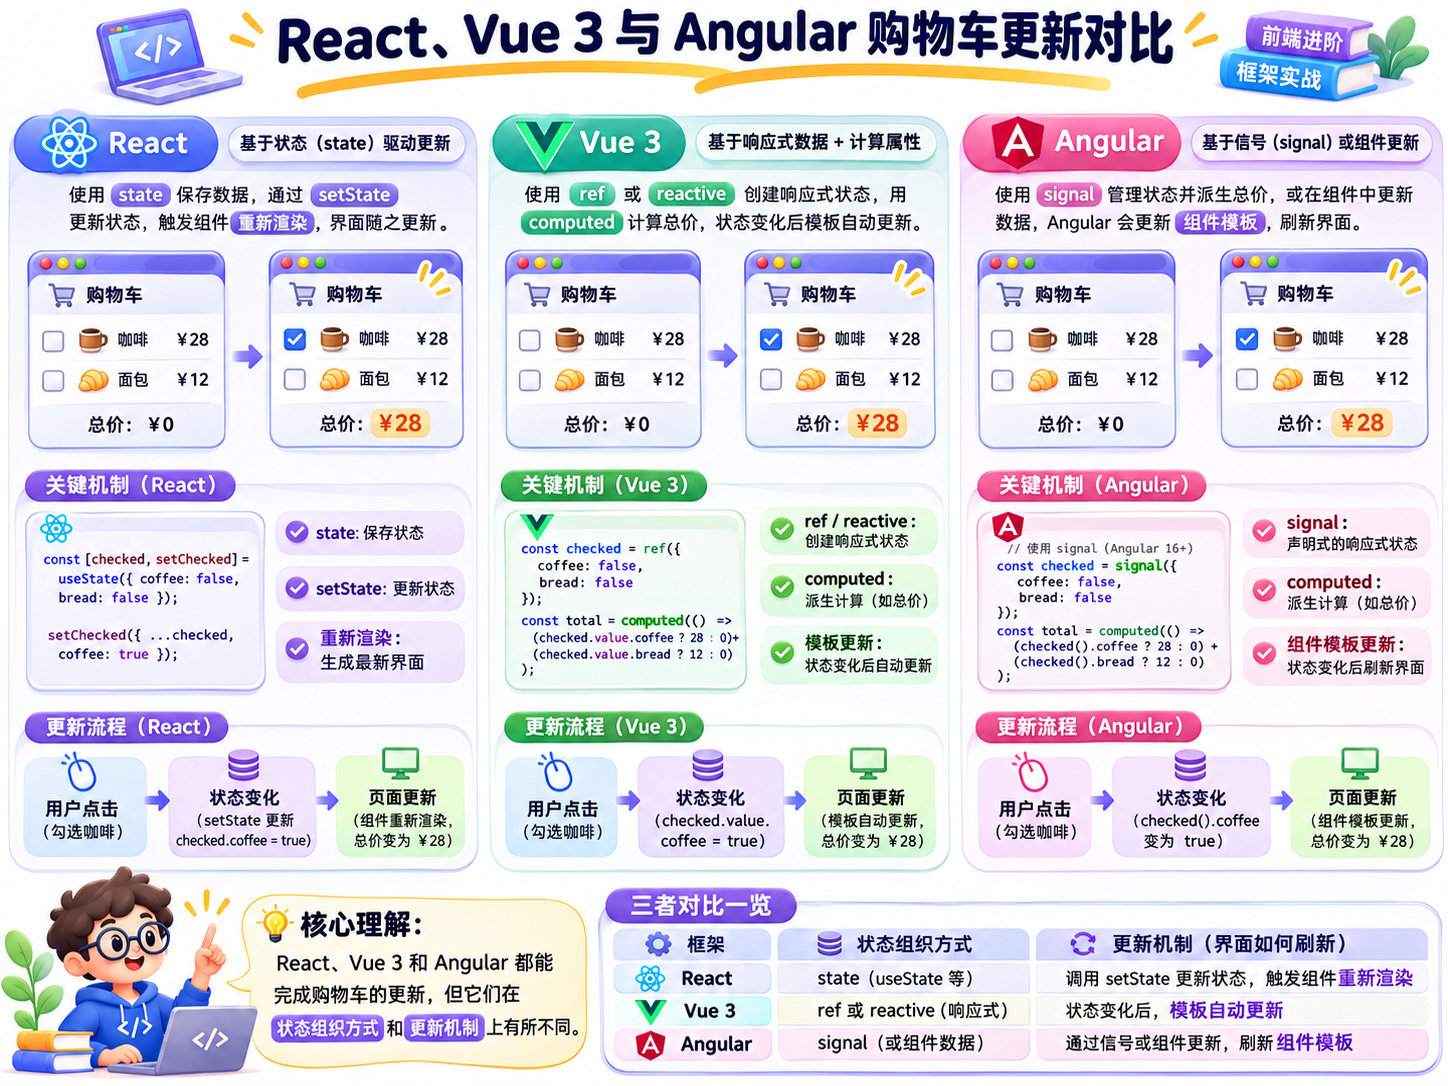 </>
React、Vue 3 与 Angular 购物车更新对比
前端进阶
框架实战
React
基于状态（state）驱动更新
使用 state 保存数据，通过 setState
更新状态，触发组件 重新渲染，界面随之更新。
购物车
咖啡 ¥28
面包 ¥12
总价： ¥0
购物车
咖啡 ¥28
面包 ¥12
总价： ¥28
关键机制（React）
const [checked, setChecked] =
useState({ coffee: false,
bread: false });
setChecked({ ...checked,
coffee: true });
state: 保存状态
setState: 更新状态
重新渲染：
生成最新界面
更新流程（React）
用户点击
（勾选咖啡）
状态变化
（setState 更新
checked.coffee = true）
页面更新
（组件重新渲染，
总价变为 ¥28）
Vue 3
基于响应式数据 + 计算属性
使用 ref 或 reactive 创建响应式状态，用
computed 计算总价，状态变化后模板自动更新。
购物车
咖啡 ¥28
面包 ¥12
总价： ¥0
购物车
咖啡 ¥28
面包 ¥12
总价： ¥28
关键机制（Vue 3）
const checked = ref({
coffee: false,
bread: false
});
const total = computed(() =>
(checked.value.coffee ? 28 : 0)+
(checked.value.bread ? 12 : 0)
);
ref / reactive：
创建响应式状态
computed：
派生计算（如总价）
模板更新：
状态变化后自动更新
更新流程（Vue 3）
用户点击
（勾选咖啡）
状态变化
（checked.value.
coffee = true）
页面更新
（模板自动更新，
总价变为 ¥28）
Angular
基于信号（signal）或组件更新
使用 signal 管理状态并派生总价，或在组件中更新
数据，Angular 会更新 组件模板，刷新界面。
购物车
咖啡 ¥28
面包 ¥12
总价： ¥0
购物车
咖啡 ¥28
面包 ¥12
总价： ¥28
关键机制（Angular）
// 使用 signal (Angular 16+)
const checked = signal({
coffee: false,
bread: false
});
const total = computed(() =>
(checked().coffee ? 28 : 0) +
(checked().bread ? 12 : 0)
);
signal：
声明式的响应式状态
computed：
派生计算（如总价）
组件模板更新：
状态变化后刷新界面
更新流程（Angular）
用户点击
（勾选咖啡）
状态变化
（checked().coffee
变为 true）
页面更新
（组件模板更新，
总价变为 ¥28）
</>
</>
核心理解：
React、Vue 3 和 Angular 都能
完成购物车的更新，但它们在
状态组织方式 和 更新机制 上有所不同。
三者对比一览
框架 状态组织方式 更新机制（界面如何刷新）
React state（useState 等） 调用 setState 更新状态，触发组件重新渲染
Vue 3 ref 或 reactive（响应式） 状态变化后，模板自动更新
Angular signal（或组件数据） 通过信号或组件更新，刷新 组件模板